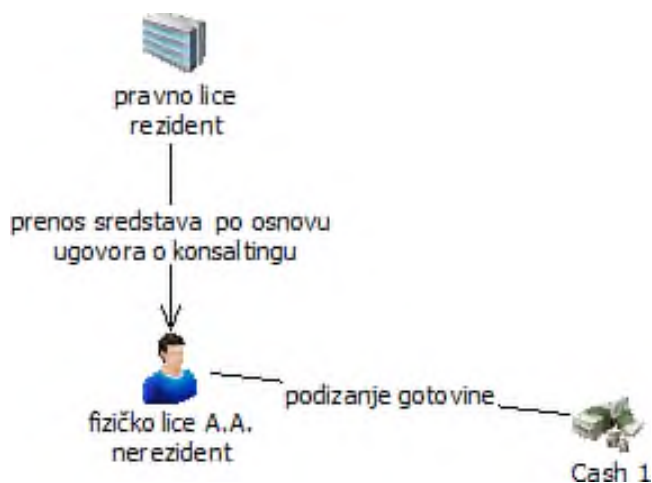 pravno lice
rezident
prenos sredstava po osnovu
ugovora o konsaltingu
podizanje gotovine
fizičko lice A.A.
nerezident
Cash 1